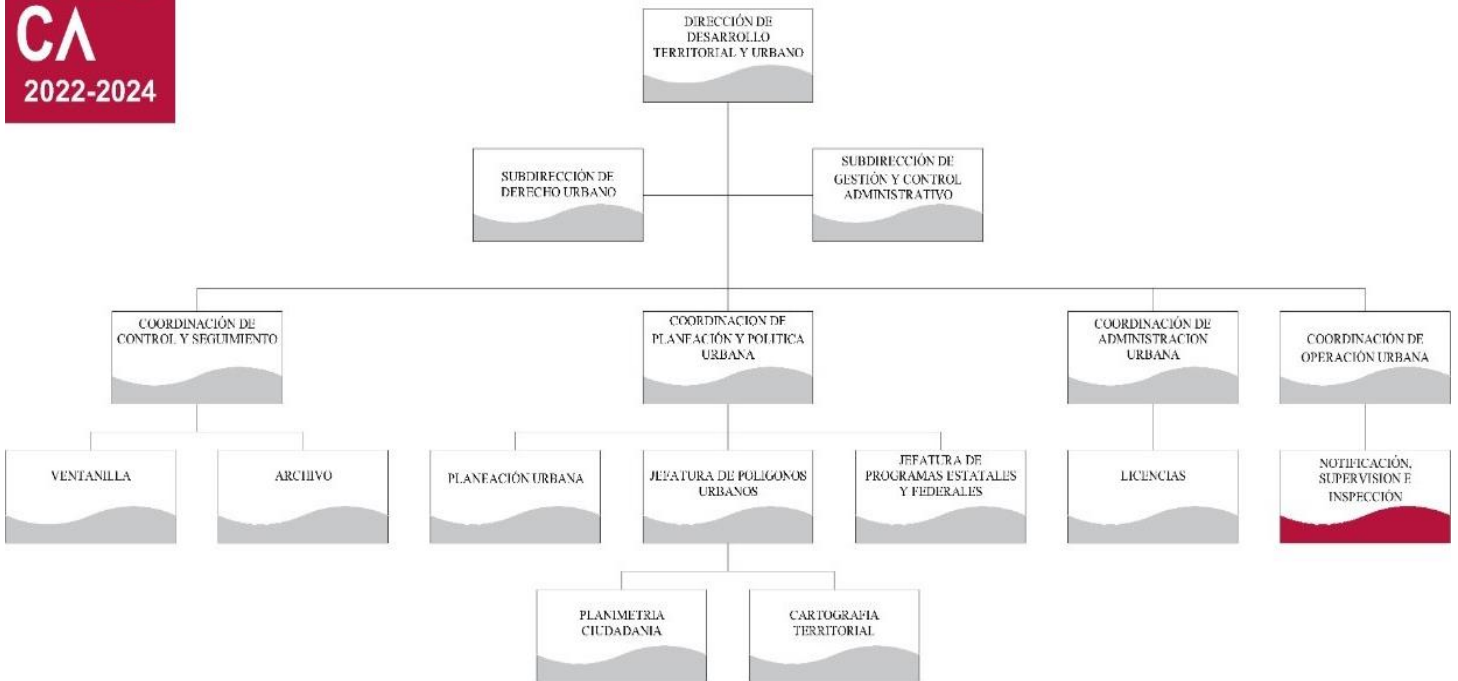 CA
2022-2024
DIRECCIÓN DE
DESARROLLO
TERRITORIAL Y URBANO
SUBDIRECCIÓN DE
DERECHO URBANO
SUBDIRECCIÓN DE
GESTIÓN Y CONTROL
ADMINISTRATIVO
COORDINACIÓN DE
CONTROL Y SEGUIMIENTO
COORDINACION DE
PLANEACIÓN Y POLITICA
URBANA
COORDINACIÓN DE
ADMINISTRACION
URBANA
COORDINACIÓN DE
OPERACIÓN URBANA
VENTANILLA
ARCHIVO
PLANEACIÓN URBANA
JEFATURA DE POLIGONOS
URBANOS
JEFATURA DE
PROGRAMAS ESTATALES
Y FEDERALES
LICENCIAS
NOTIFICACIÓN,
SUPERVISION E
INSPECCIÓN
PLANIMETRIA
CIUDADANIA
CARTOGRAFIA
TERRITORIAL